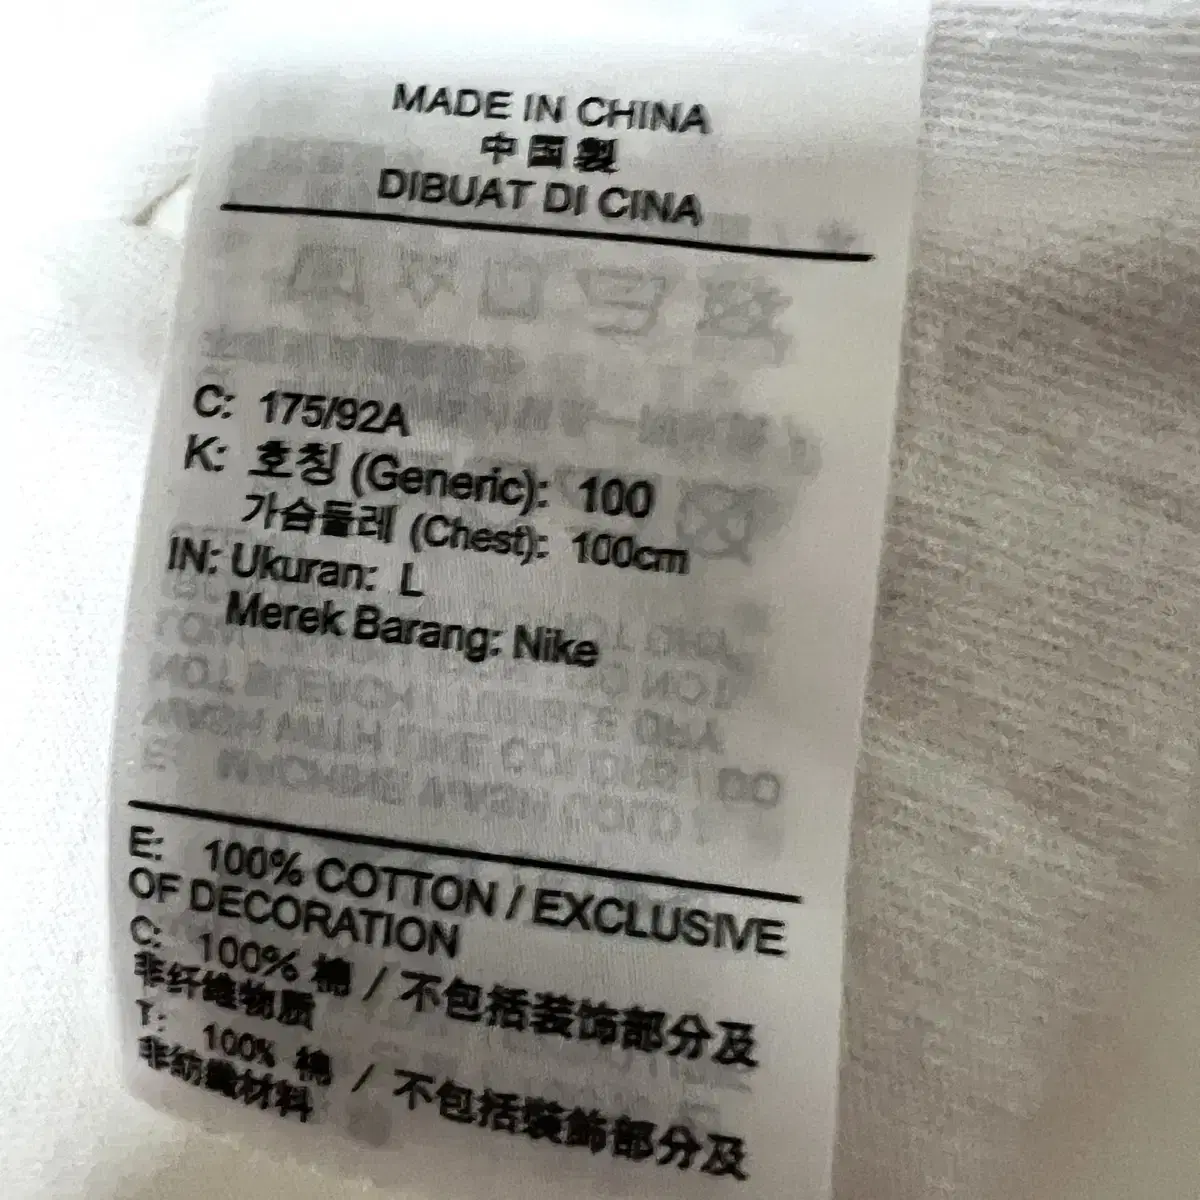 MADE IN CHINA
中国製
DIBUAT DI CINA
C: 175/92A
K: 호칭 (Generic): 100
가슴둘레 (Chest): 100cm
IN: Ukuran: L
Merek Barang: Nike
E: 100% COTTON / EXCLUSIVE
OF DECORATION
C: 100% 棉 / 不包括装饰部分及
非纤维物质
T: 100% 棉 / 不包括裝飾部分及
非紡織材料